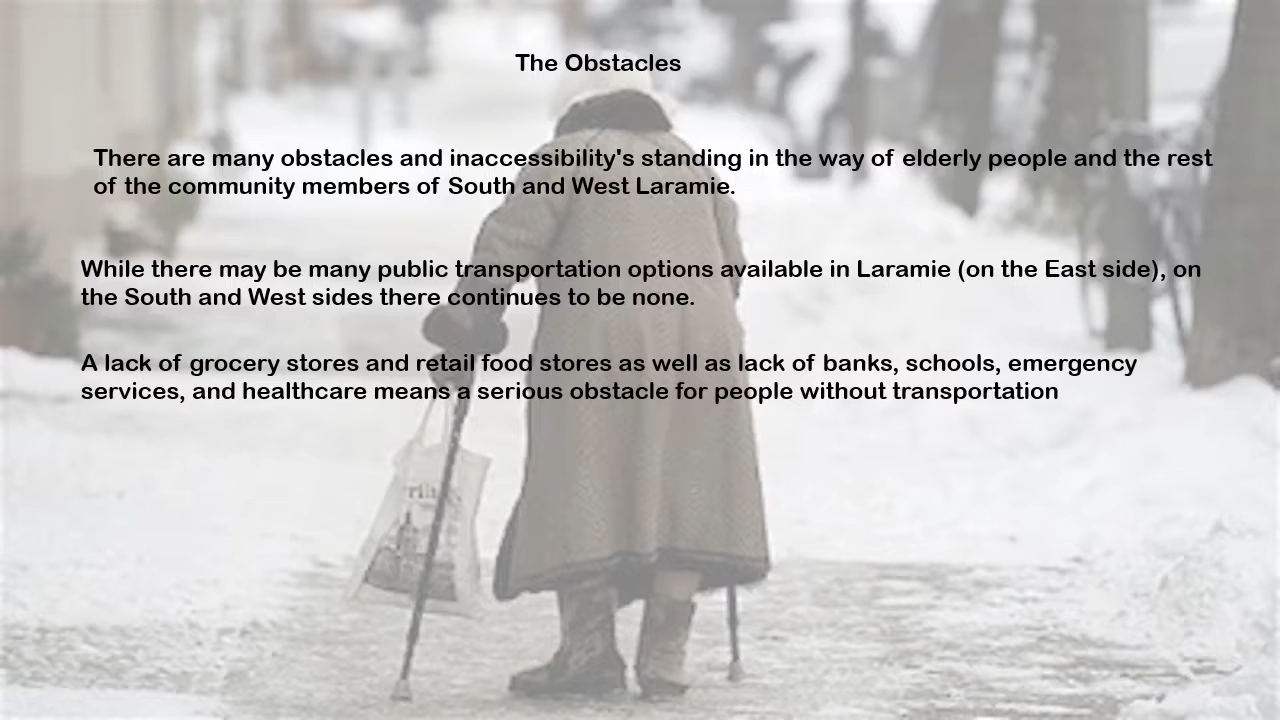 The Obstacles
There are many obstacles and inaccessibility's standing in the way of elderly people and the rest
of the community members of South and West Laramie.
While there may be many public transportation options available in Laramie (on the East side), on
the South and West sides there continues to be none.
A lack of grocery stores and retail food stores as well as lack of banks, schools, emergency
services, and healthcare means a serious obstacle for people without transportation